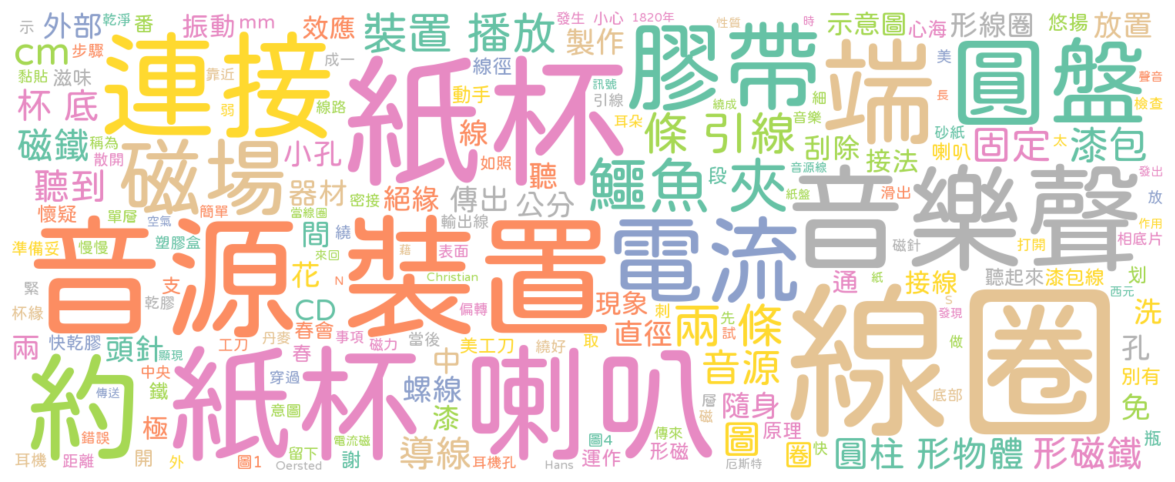 示 外部 乾淨 番 振動 mm 效應 裝置 播放 發生 小心 1820年 性質 時 示意圖 心海 形線圈 悠揚 放置
步驟 成一 製作
cm 連接 紙杯 膠帶 端 圓盤
黏貼 滋味 靠近 線徑 訊號 美 聲音
杯底 弱 線路 動手 引線 繞成 音樂 細 長 檢查
磁鐵 稱為 線 耳朵 條 引線 刮除 接法 砂紙 喇叭 固定 漆包
散開 小孔 如照 太
聽到 磁場 器材 聽 鱷魚夾 段 音源線 發出
懷疑 單層 空氣 簡單 當線圈 密接 絕緣 傳出 公分 紙盤 滑出 音樂聲 放
準備妥 慢慢 塑膠盒 間 繞 輸出線 作用
音源裝置 來回 藉 表面 電流 磁針 打開 相底片
緊 支 花 N Christian 通 接線 聽起來 漆包線 划
杯緣 乾膠 CD 偏轉 現象 紙 S 西元
春會 刺 兩條 發現 洗
兩 快乾膠 頭針 顯現 工刀 丹麥 春 事項 磁力 當後 美工刀 繞好 取 試 先 直徑 線圈 做 孔
約 中央 鐵 穿過 紙杯喇叭 中 音源 別有
傳送 意圖 螺線 層 隨身 底部 免
錯誤 極 留下 電流磁 漆 磁 圖 原理
耳機 距離 開 外 圖1 Oersted 謝 導線 耳機孔 Hans 圖4 運作 傳來 形磁 厄斯特 圈 快 圓柱 形物體 形磁鐵 瓶